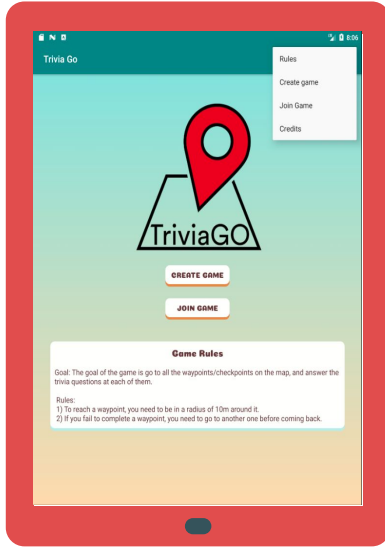 8:06
Trivia Go
Rules
Create game
Join Game
Credits
TriviaGO
CREATE GAME
JOIN GAME
Game Rules
Goal: The goal of the game is go to all the waypoints/checkpoints on the map, and answer the
trivia questions at each of them.
Rules:
1) To reach a waypoint, you need to be in a radius of 10m around it.
2) If you fail to complete a waypoint, you need to go to another one before coming back.